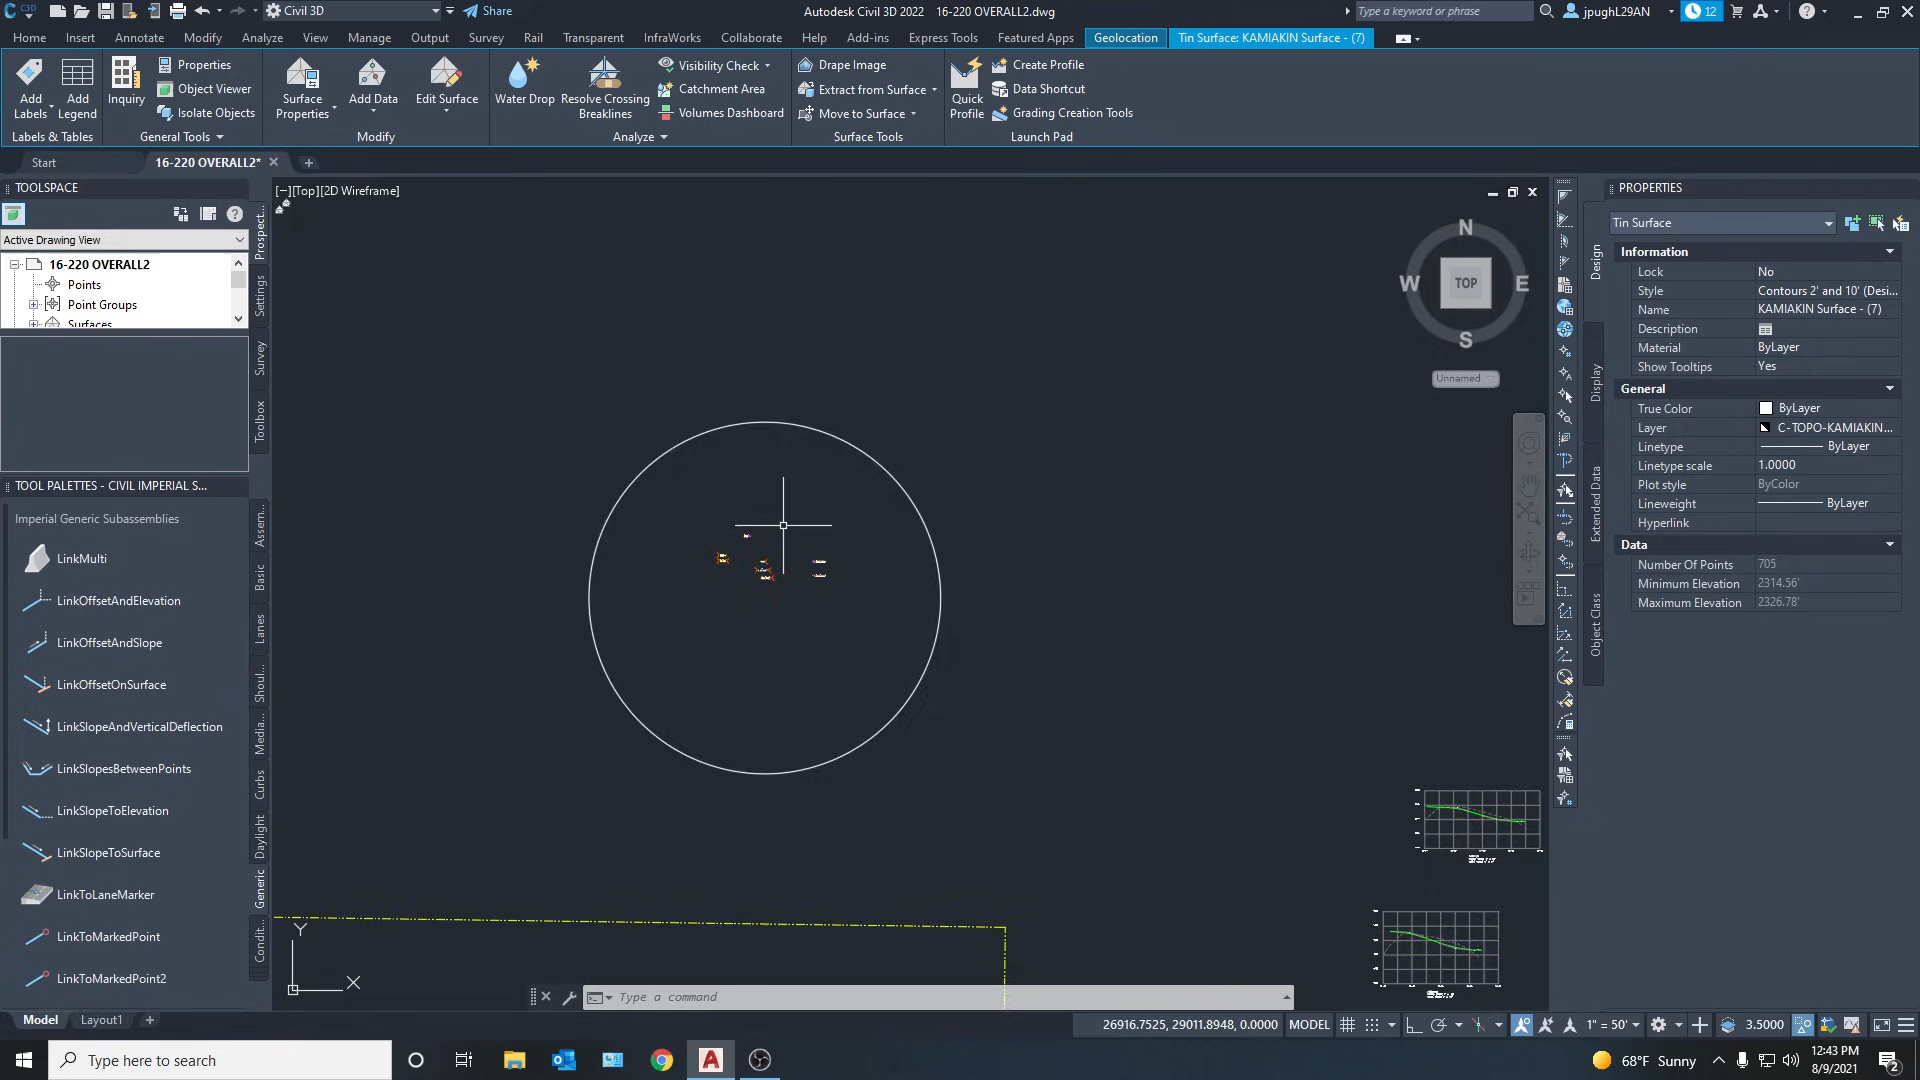 C3D
Civil 3D
Share
Autodesk Civil 3D 2022 16-220 OVERALL2.dwg
Type a keyword or phrase
jpughL29AN
12
Home Insert Annotate Modify Analyze View Manage Output Survey Rail Transparent InfraWorks Collaborate Help Add-ins Express Tools Featured Apps Geolocation Tin Surface: KAMIAKIN Surface - (7)
Add Labels
Add Legend
Labels & Tables
Inquiry
Properties
Object Viewer
Isolate Objects
General Tools
Surface Properties
Add Data
Edit Surface
Modify
Water Drop
Resolve Crossing Breaklines
Visibility Check
Catchment Area
Volumes Dashboard
Analyze
Drape Image
Extract from Surface
Move to Surface
Surface Tools
Quick Profile
Create Profile
Data Shortcut
Grading Creation Tools
Launch Pad
Start
16-220 OVERALL2*
TOOLSPACE
Active Drawing View
16-220 OVERALL2
Points
Point Groups
Surfaces
Prospect...
Settings
Survey
Toolbox
TOOL PALETTES - CIVIL IMPERIAL S...
Imperial Generic Subassemblies
LinkMulti
LinkOffsetAndElevation
LinkOffsetAndSlope
LinkOffsetOnSurface
LinkSlopeAndVerticalDeflection
LinkSlopesBetweenPoints
LinkSlopeToElevation
LinkSlopeToSurface
LinkToLaneMarker
LinkToMarkedPoint
LinkToMarkedPoint2
Assem...
Basic
Lanes
Shoul...
Media...
Curbs
Daylight
Generic
Condit...
[−][Top][2D Wireframe]
N
W TOP E
S
Unnamed
Y
X
Type a command
PROPERTIES
Tin Surface
Design
Display
Extended Data
Object Class
Information
Lock No
Style Contours 2' and 10' (Desi...
Name KAMIAKIN Surface - (7)
Description
Material ByLayer
Show Tooltips Yes
General
True Color ByLayer
Layer C-TOPO-KAMIAKIN...
Linetype ByLayer
Linetype scale 1.0000
Plot style ByColor
Lineweight ByLayer
Hyperlink
Data
Number Of Points 705
Minimum Elevation 2314.56'
Maximum Elevation 2326.78'
Model Layout1
26916.7525, 29011.8948, 0.0000 MODEL 1" = 50' 3.5000
Type here to search
68°F Sunny
12:43 PM
8/9/2021
2